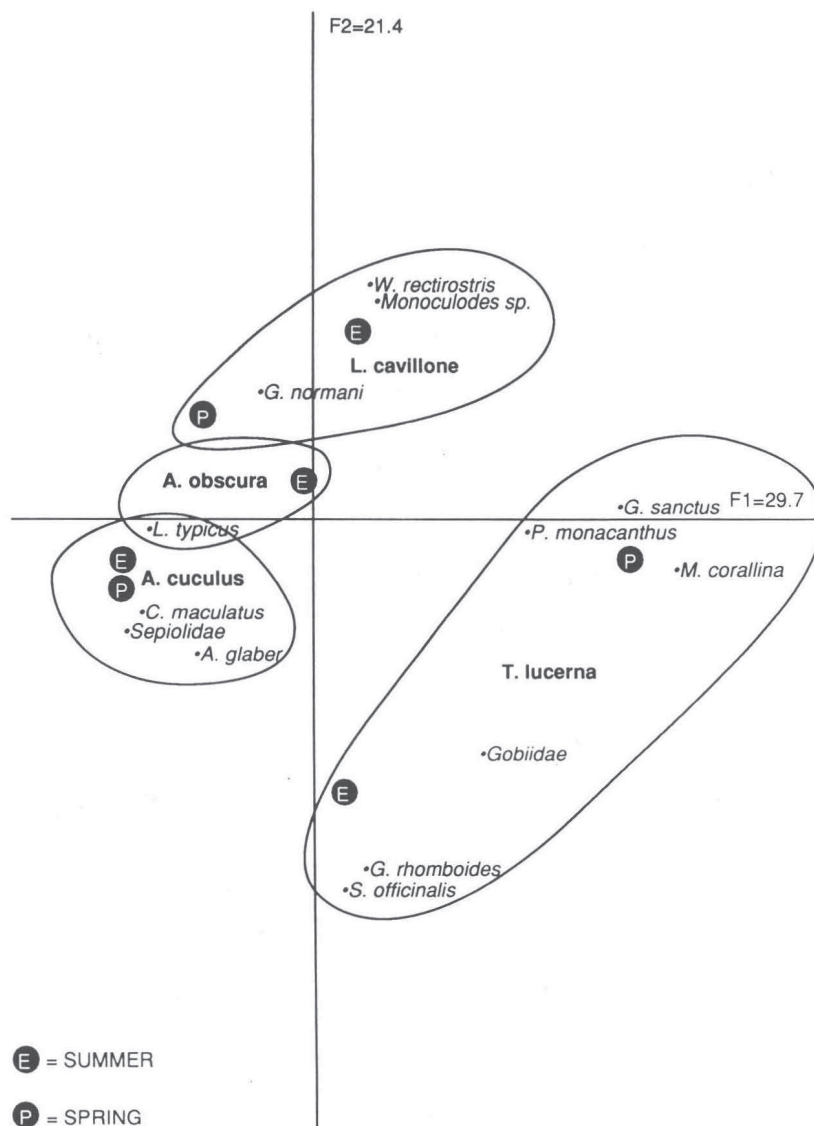 F2=21.4
•W. rectirostris
•Monoculodes sp.
E
L. cavillone
•G. normani
P
A. obscura
E
•G. sanctus
F1=29.7
•L. typicus
•P. monacanthus
E
A. cuculus
P
P
•M. corallina
•C. maculatus
•Sepiolidae
•A. glaber
T. lucerna
•Gobiidae
E
•G. rhomboides
•S. officinalis
E = SUMMER
P = SPRING